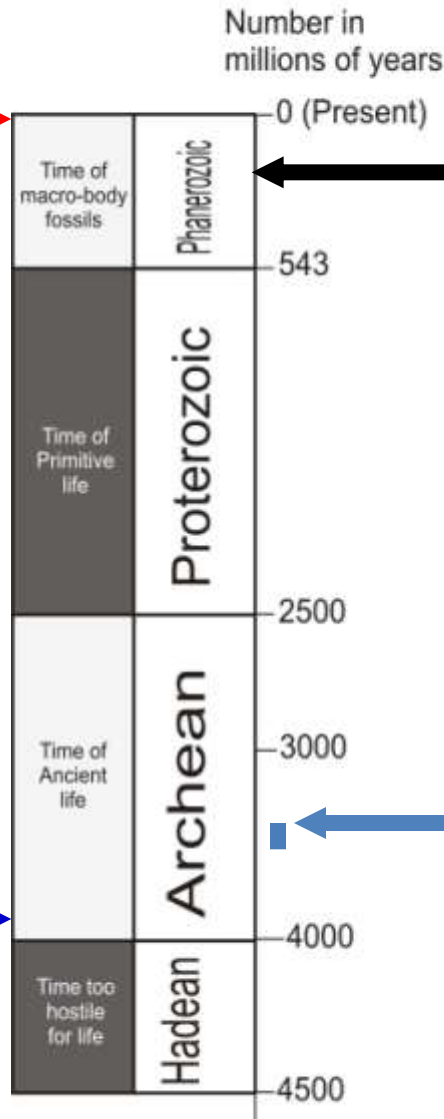 Number in
millions of years
0 (Present)
Time of
macro-body
fossils
Phanerozoic
543
Time of
Primitive
life
Proterozoic
2500
Time of
Ancient
life
Archean
3000
4000
Time too
hostile
for life
Hadean
4500